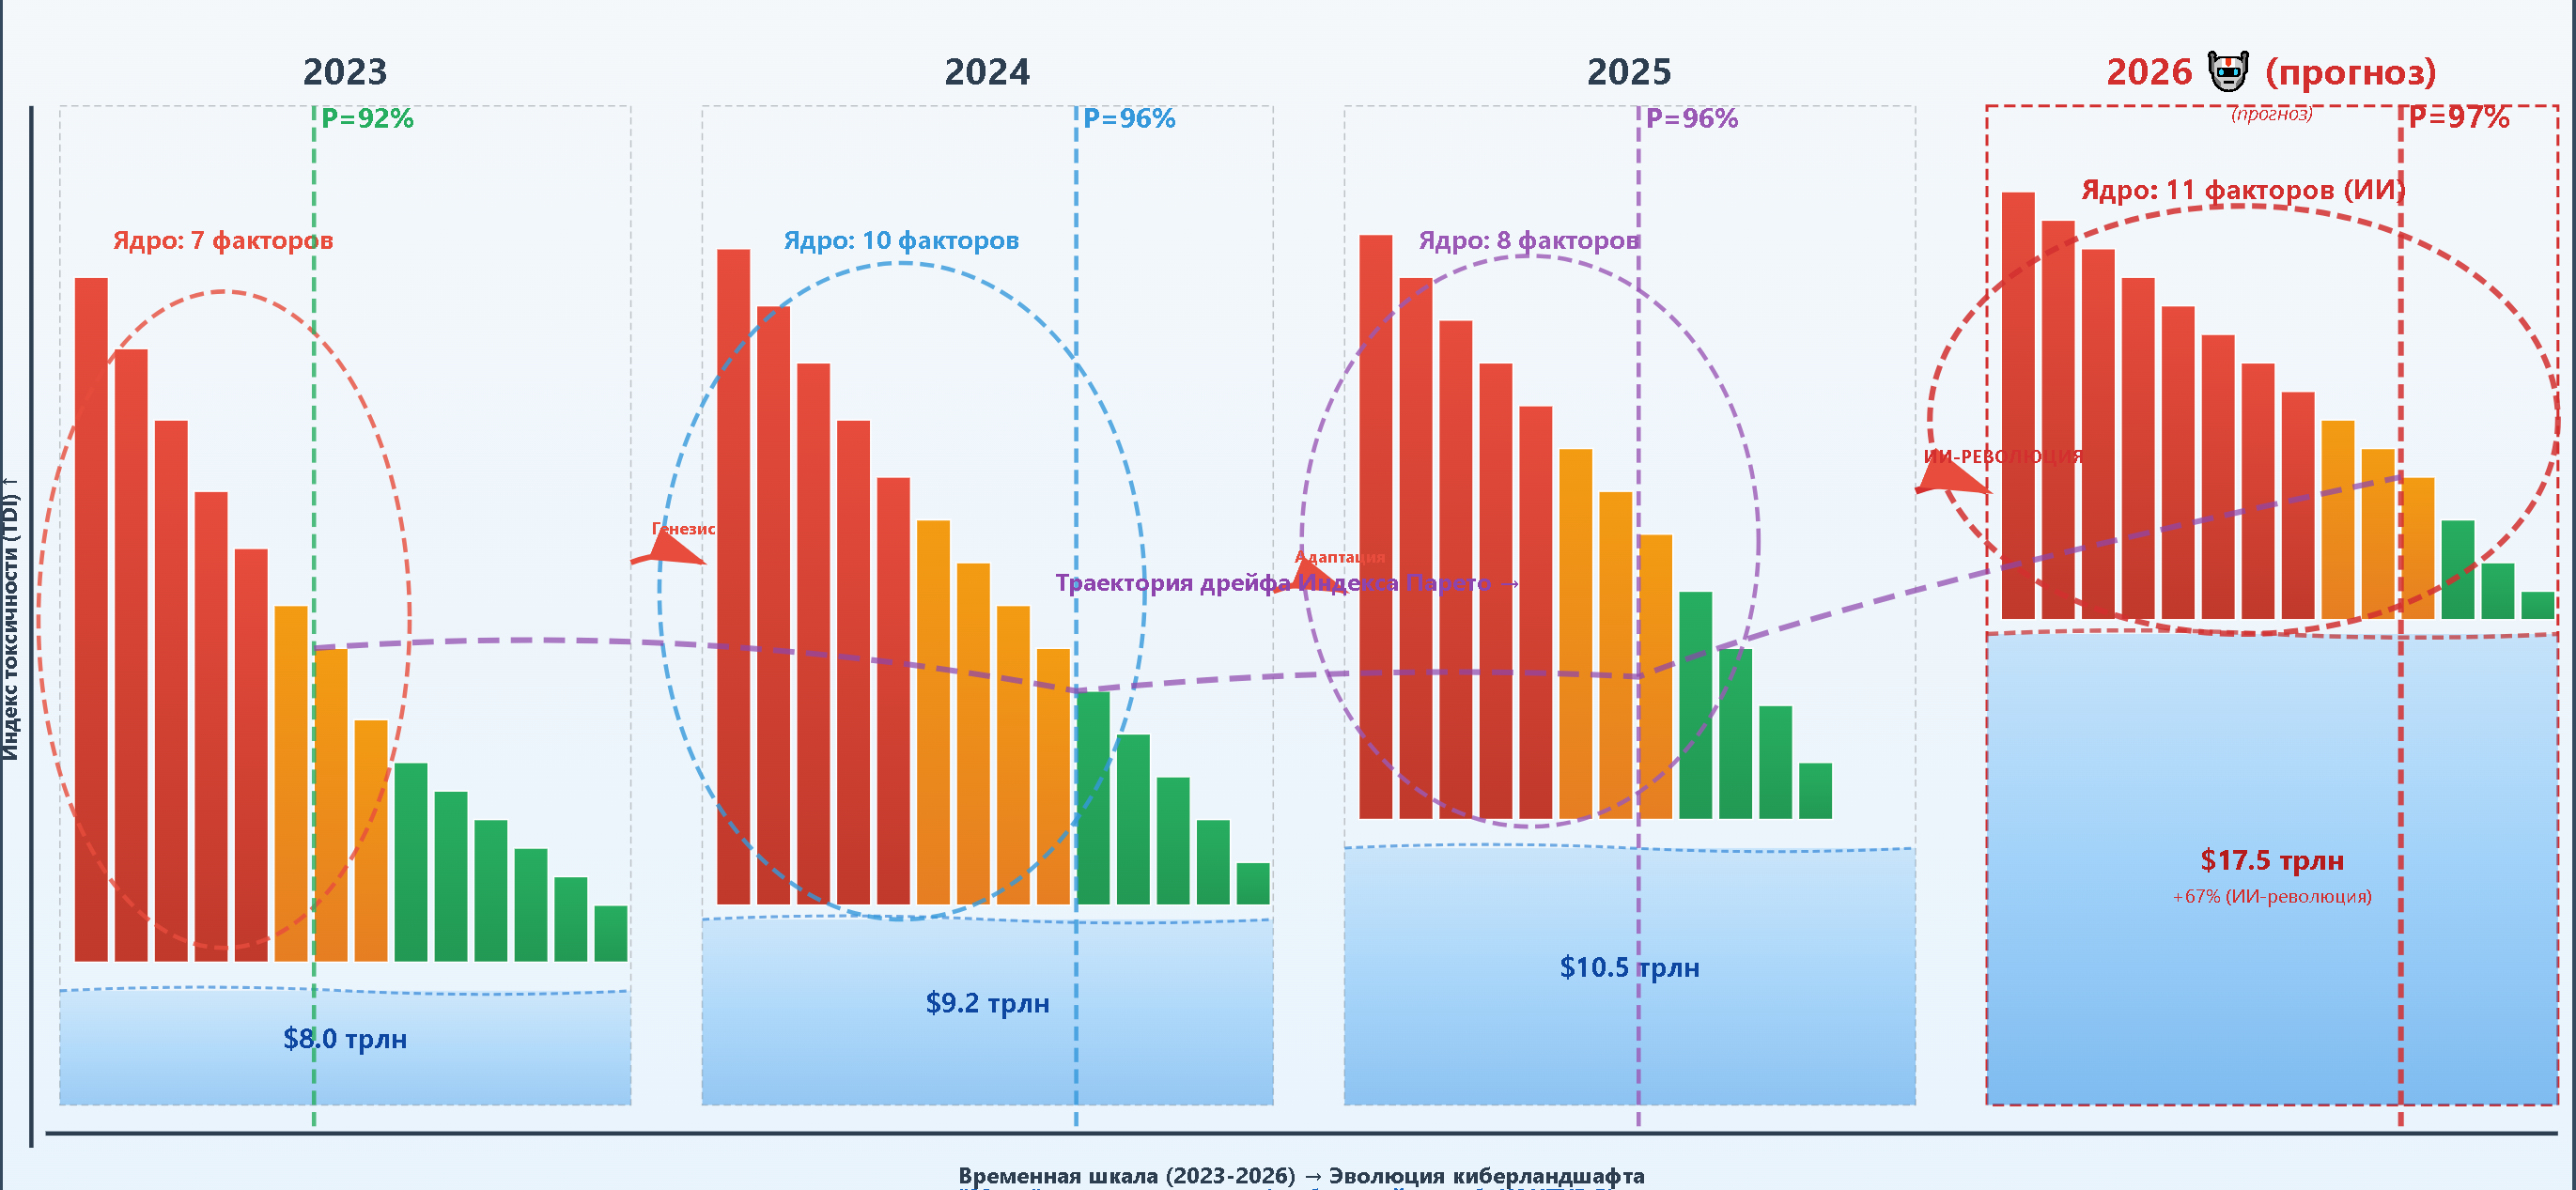 2023
2024
2025
2026 (прогноз)
P=92%
P=96%
P=96%
(прогноз)
P=97%
Ядро: 7 факторов
Ядро: 10 факторов
Ядро: 8 факторов
Ядро: 11 факторов (ИИ)
ИИ-РЕВОЛЮЦИЯ
Генезис
Адаптация
Траектория дрейфа Индекса Парето →
Индекс токсичности (TDI) ↑
$8.0 трлн
$9.2 трлн
$10.5 трлн
$17.5 трлн
+67% (ИИ-революция)
Временная шкала (2023-2026) → Эволюция киберландшафта